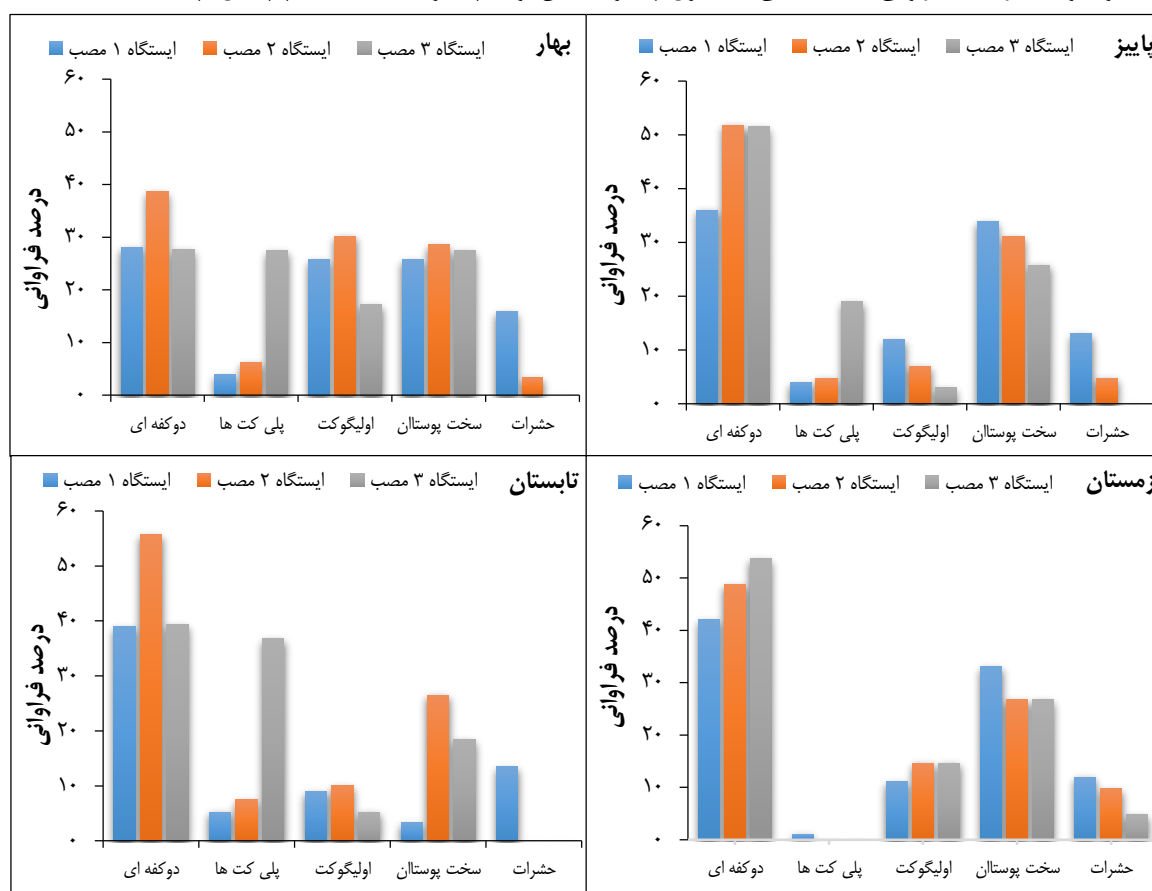 بهار
ایستگاه ۱ مصب ایستگاه ۲ مصب ایستگاه ۳ مصب
درصد فراوانی
۶۰
۵۰
۴۰
۳۰
۲۰
۱۰
۰
دوکفه ای پلی کت ها اولیگوکت سخت پوستاان حشرات
پاییز
ایستگاه ۱ مصب ایستگاه ۲ مصب ایستگاه ۳ مصب
درصد فراوانی
۶۰
۵۰
۴۰
۳۰
۲۰
۱۰
۰
دوکفه ای پلی کت ها اولیگوکت سخت پوستاان حشرات
تابستان
ایستگاه ۱ مصب ایستگاه ۲ مصب ایستگاه ۳ مصب
درصد فراوانی
۶۰
۵۰
۴۰
۳۰
۲۰
۱۰
۰
دوکفه ای پلی کت ها اولیگوکت سخت پوستاان حشرات
زمستان
ایستگاه ۱ مصب ایستگاه ۲ مصب ایستگاه ۳ مصب
درصد فراوانی
۶۰
۵۰
۴۰
۳۰
۲۰
۱۰
۰
دوکفه ای پلی کت ها اولیگوکت سخت پوستاان حشرات